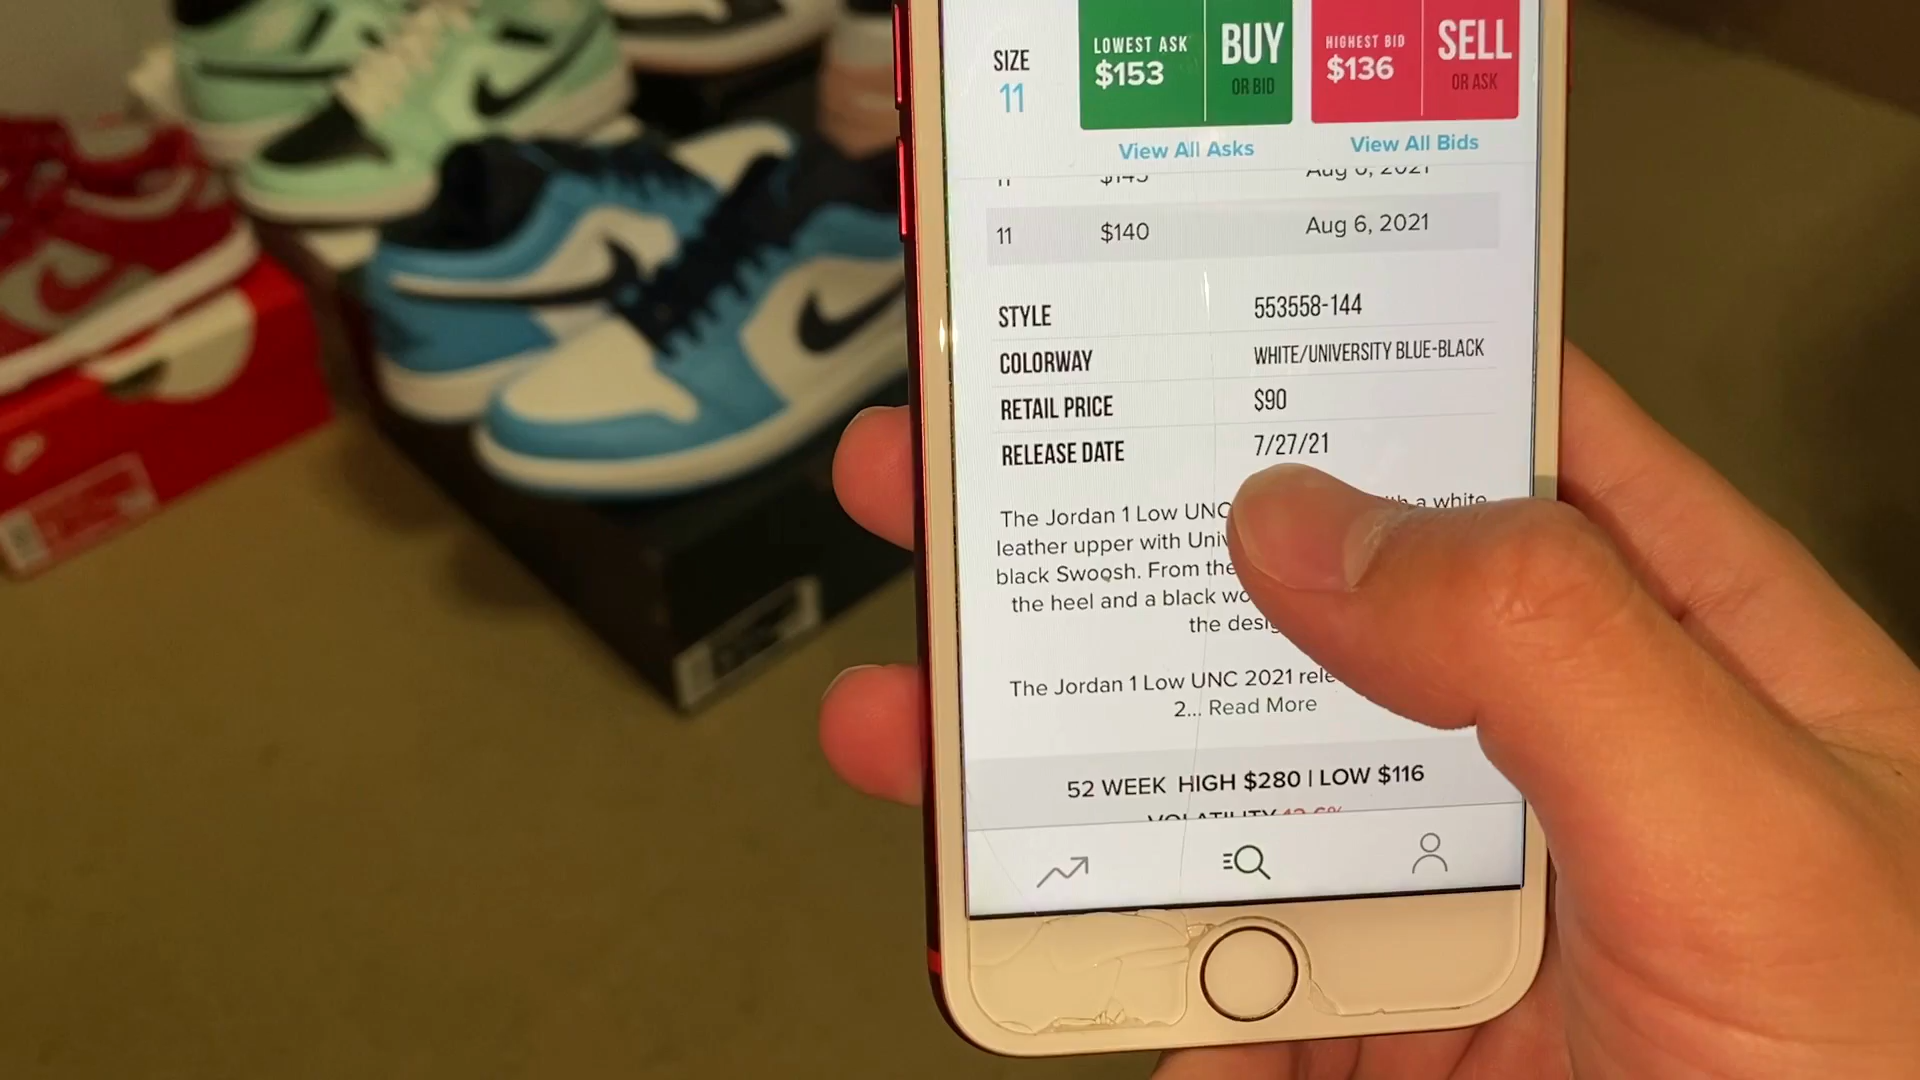 SIZE
11
LOWEST ASK
$153
BUY
OR BID
HIGHEST BID
$136
SELL
OR ASK
View All Asks
View All Bids
11 $140 Aug 6, 2021
STYLE 553558-144
COLORWAY WHITE/UNIVERSITY BLUE-BLACK
RETAIL PRICE $90
RELEASE DATE 7/27/21
The Jordan 1 Low UNC a white
leather upper with
black Swoosh. From the
the heel and a black
the
The Jordan 1 Low UNC 2021
2... Read More
52 WEEK HIGH $280 | LOW $116
VOLATILITY